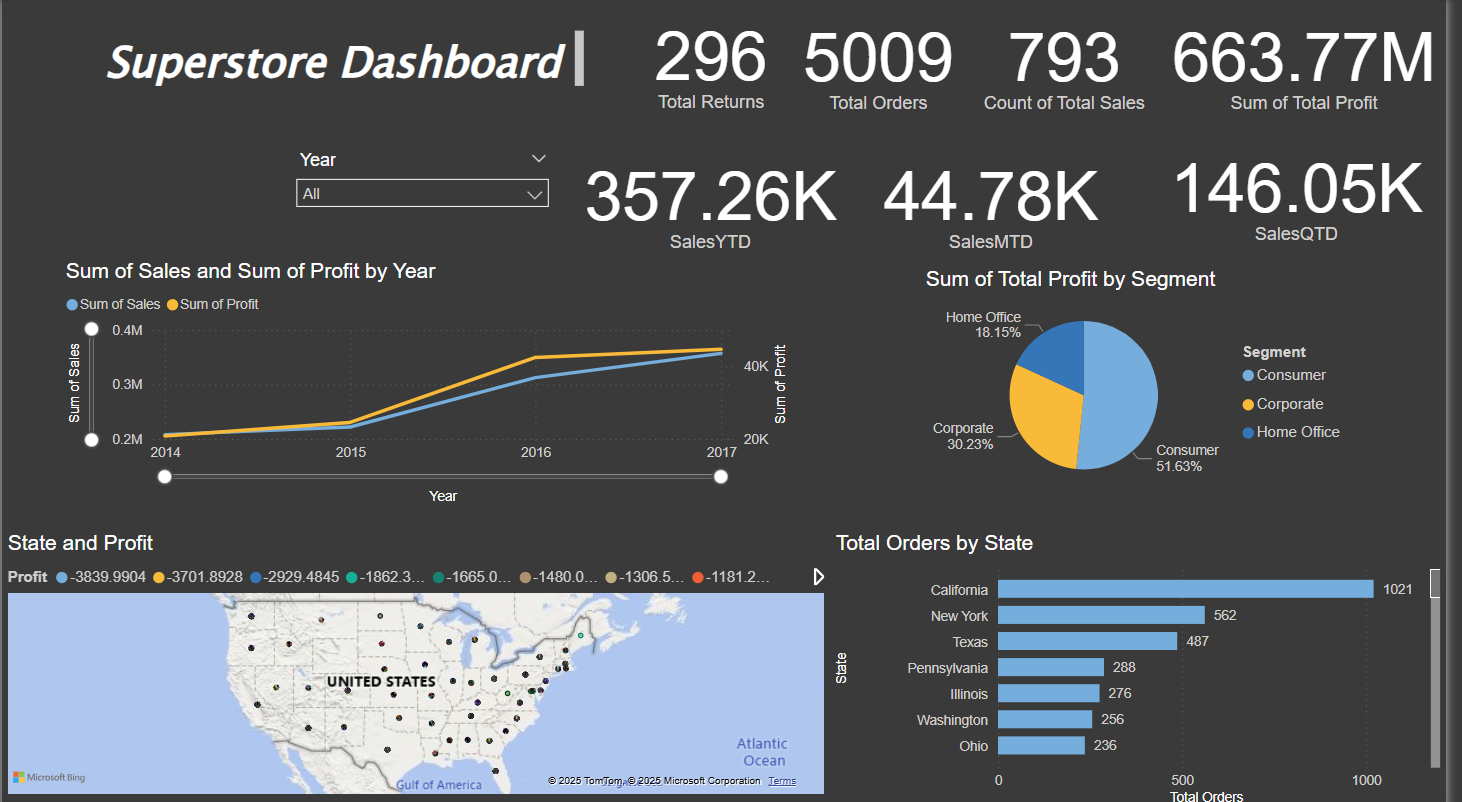 Superstore Dashboard
296
Total Returns
5009
Total Orders
793
Count of Total Sales
663.77M
Sum of Total Profit
Year
All
357.26K
SalesYTD
44.78K
SalesMTD
146.05K
SalesQTD
Sum of Sales and Sum of Profit by Year
Sum of Sales
Sum of Profit
Sum of Sales
0.4M
0.3M
0.2M
40K
20K
Sum of Profit
2014
2015
2016
2017
Year
Sum of Total Profit by Segment
Home Office
18.15%
Corporate
30.23%
Consumer
51.63%
Segment
Consumer
Corporate
Home Office
State and Profit
Profit
-3839.9904
-3701.8928
-2929.4845
-1862.3...
-1665.0...
-1480.0...
-1306.5...
-1181.2...
UNITED STATES
Atlantic
Ocean
Gulf of America
Microsoft Bing
© 2025 TomTom, © 2025 Microsoft Corporation
Terms
Total Orders by State
State
California 1021
New York 562
Texas 487
Pennsylvania 288
Illinois 276
Washington 256
Ohio 236
0
500
1000
Total Orders